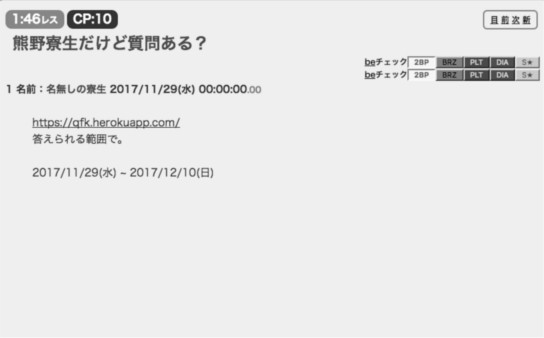 1:46レス CP:10
目 前 次 新
熊野寮生だけど質問ある？
beチェック 2BP BRZ PLT DIA S★
beチェック 2BP BRZ PLT DIA S★
1 名前：名無しの寮生 2017/11/29(水) 00:00:00.00
https://qfk.herokuapp.com/
答えられる範囲で。
2017/11/29(水) ~ 2017/12/10(日)